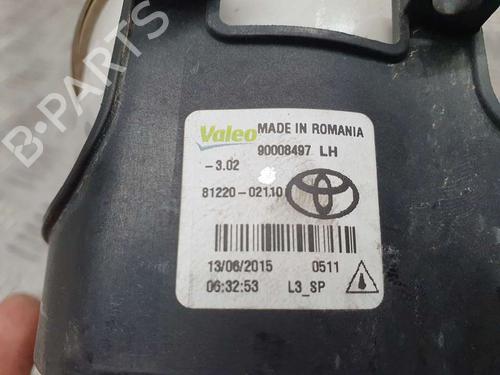 B-PARTS
Valeo MADE IN ROMANIA
90008497 LH
-3.02
81220-02110
13/06/2015 0511
06:32:53 L3_SP